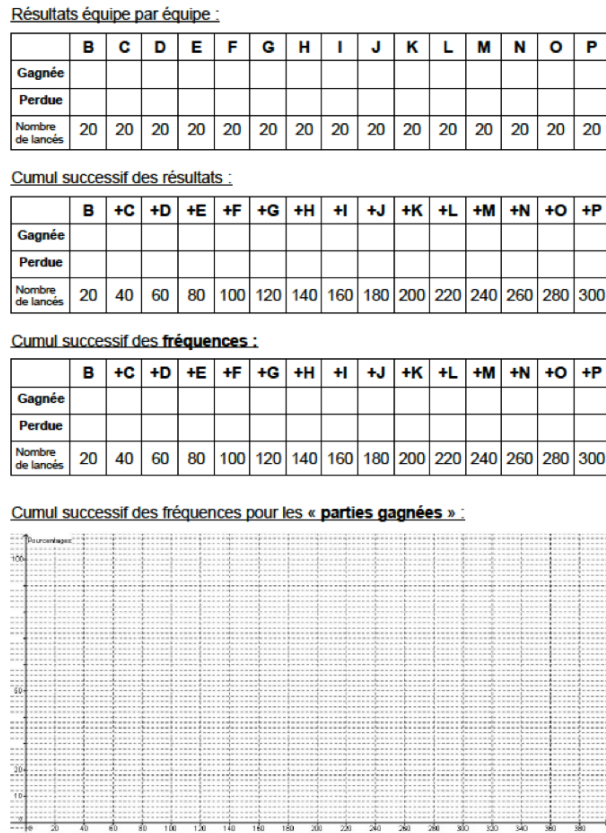 Résultats équipe par équipe :
B C D E F G H I J K L M N O P
Gagnée
Perdue
Nombre de lancés 20 20 20 20 20 20 20 20 20 20 20 20 20 20 20
Cumul successif des résultats :
B +C +D +E +F +G +H +I +J +K +L +M +N +O +P
Gagnée
Perdue
Nombre de lancés 20 40 60 80 100 120 140 160 180 200 220 240 260 280 300
Cumul successif des fréquences :
B +C +D +E +F +G +H +I +J +K +L +M +N +O +P
Gagnée
Perdue
Nombre de lancés 20 40 60 80 100 120 140 160 180 200 220 240 260 280 300
Cumul successif des fréquences pour les « parties gagnées » :
Pourcentages
100
50
20
10
0
0 20 40 60 80 100 120 140 160 180 200 220 240 260 280 300 320 340 360 380